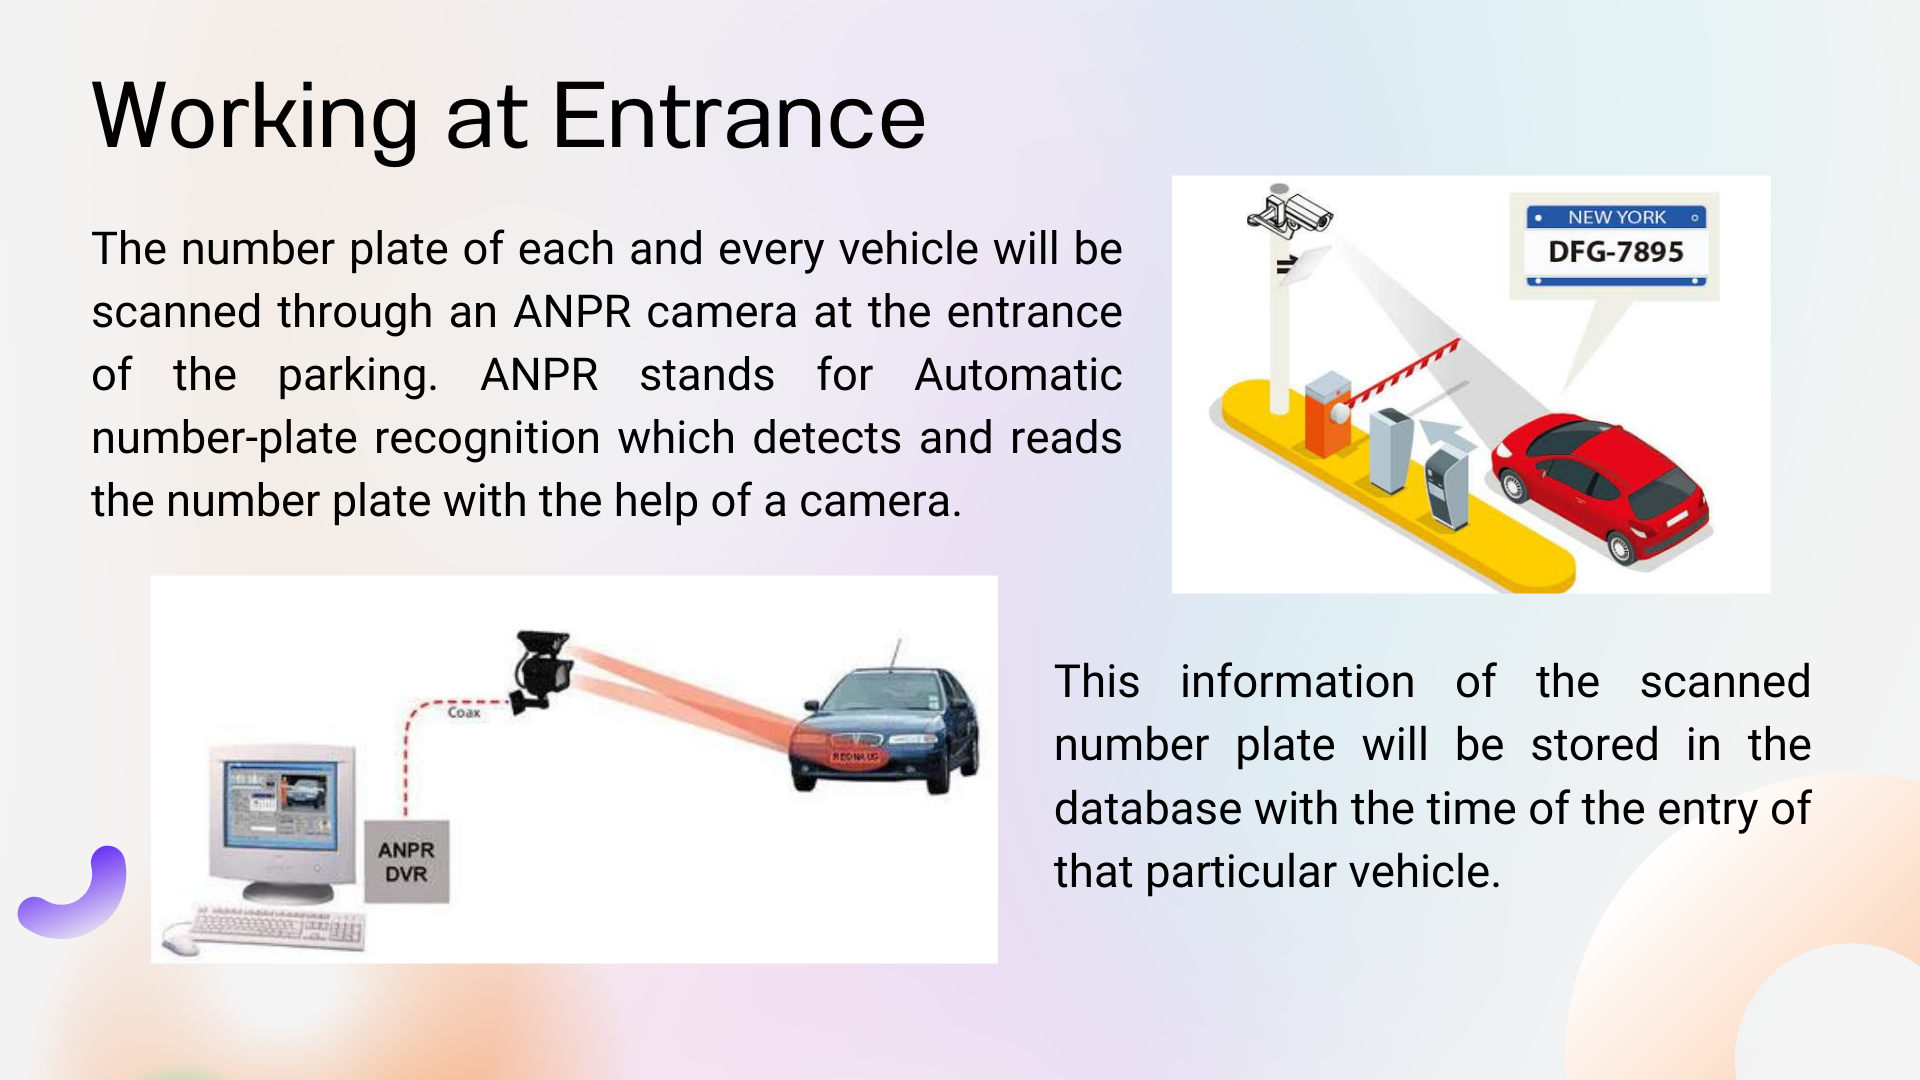 Working at Entrance
The number plate of each and every vehicle will be
scanned through an ANPR camera at the entrance
of the parking. ANPR stands for Automatic
number-plate recognition which detects and reads
the number plate with the help of a camera.
NEW YORK
DFG-7895
Coax
ANPR
DVR
This information of the scanned
number plate will be stored in the
database with the time of the entry of
that particular vehicle.